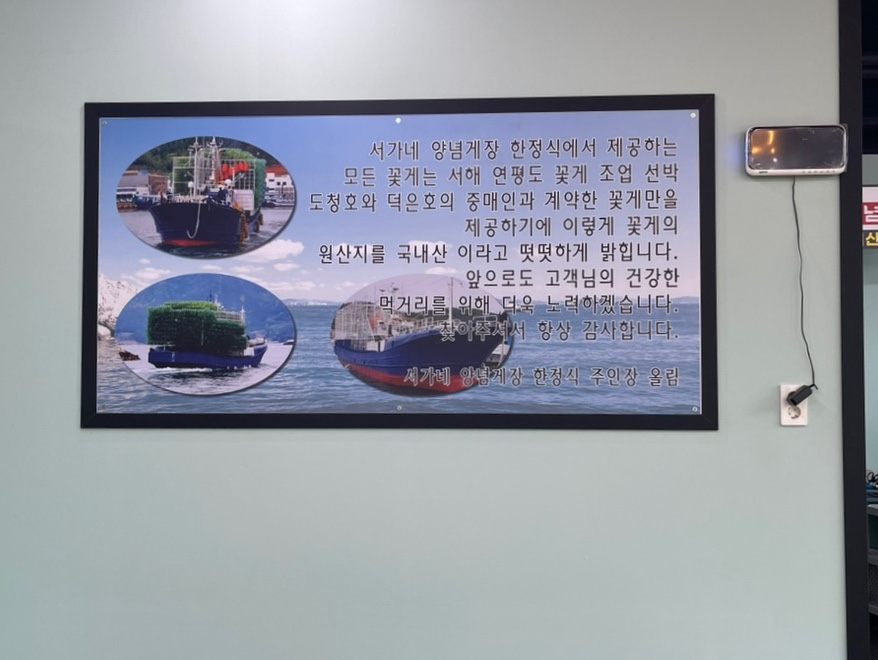 서가네 양념게장 한정식에서 제공하는
모든 꽃게는 서해 연평도 꽃게 조업 선박
도청호와 덕은호의 중매인과 계약한 꽃게만을
제공하기에 이렇게 꽃게의
원산지를 국내산 이라고 떳떳하게 밝힙니다.
앞으로도 고객님의 건강한
먹거리를 위해 더욱 노력하겠습니다.
찾아주셔서 항상 감사합니다.
서가네 양념게장 한정식 주인장 올림